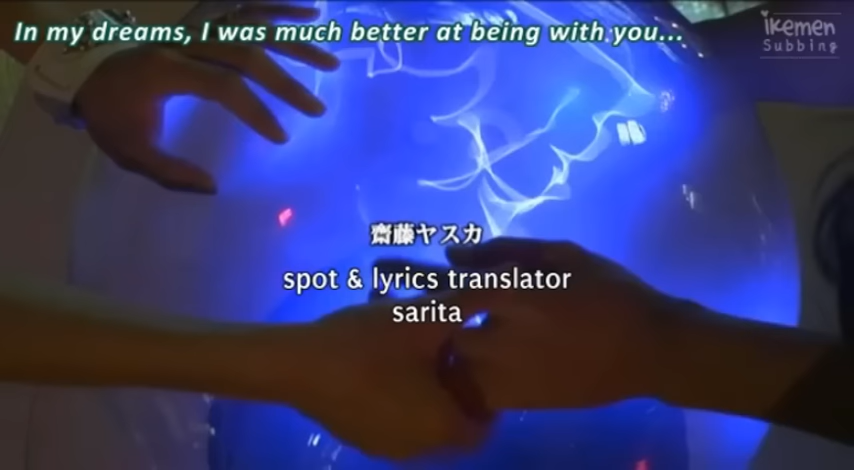 In my dreams, I was much better at being with you...
ikemen
Subbing
齋藤ヤスカ
spot & lyrics translator
sarita